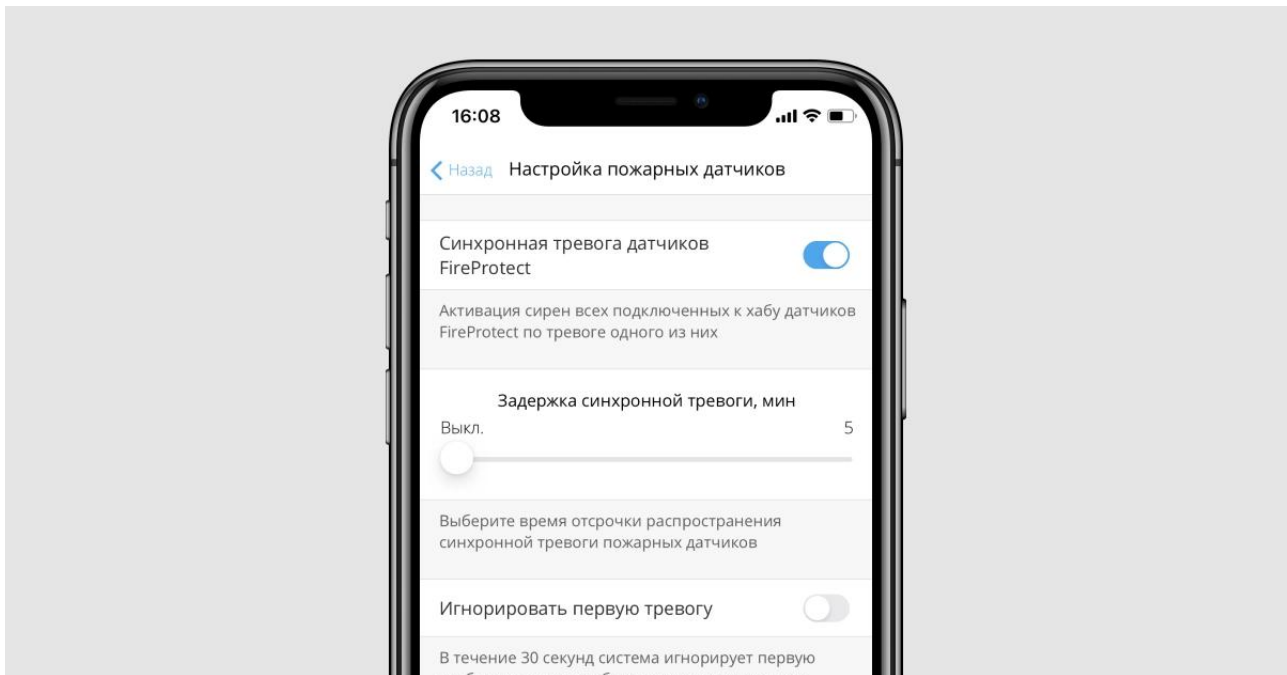 16:08
Назад Настройка пожарных датчиков
Синхронная тревога датчиков
FireProtect
Активация сирен всех подключенных к хабу датчиков
FireProtect по тревоге одного из них
Задержка синхронной тревоги, мин
Выкл. 5
Выберите время отсрочки распространения
синхронной тревоги пожарных датчиков
Игнорировать первую тревогу
В течение 30 секунд система игнорирует первую